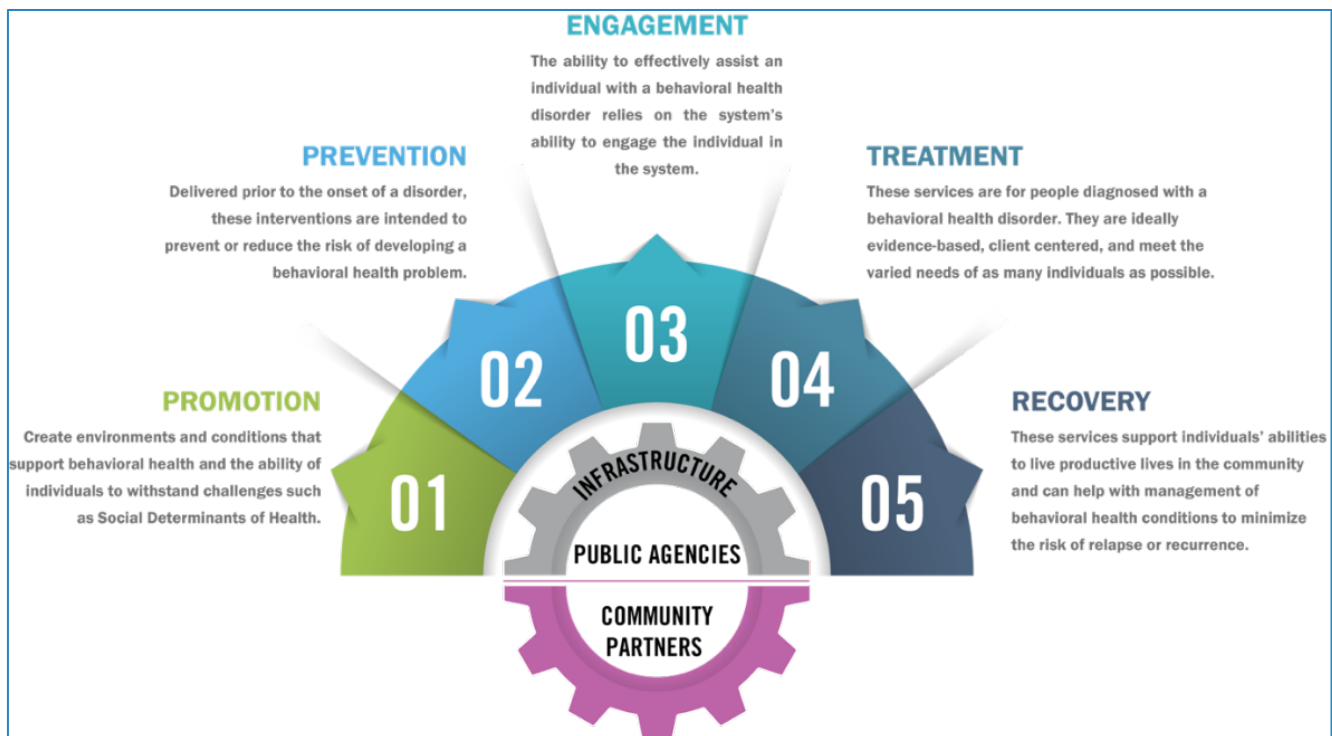 ENGAGEMENT
The ability to effectively assist an
individual with a behavioral health
disorder relies on the system's
ability to engage the individual in
the system.
PREVENTION
Delivered prior to the onset of a disorder,
these interventions are intended to
prevent or reduce the risk of developing a
behavioral health problem.
TREATMENT
These services are for people diagnosed with a
behavioral health disorder. They are ideally
evidence-based, client centered, and meet the
varied needs of as many individuals as possible.
PROMOTION
Create environments and conditions that
support behavioral health and the ability of
individuals to withstand challenges such
as Social Determinants of Health.
RECOVERY
These services support individuals' abilities
to live productive lives in the community
and can help with management of
behavioral health conditions to minimize
the risk of relapse or recurrence.
01
02
03
04
05
INFRASTRUCTURE
PUBLIC AGENCIES
COMMUNITY
PARTNERS